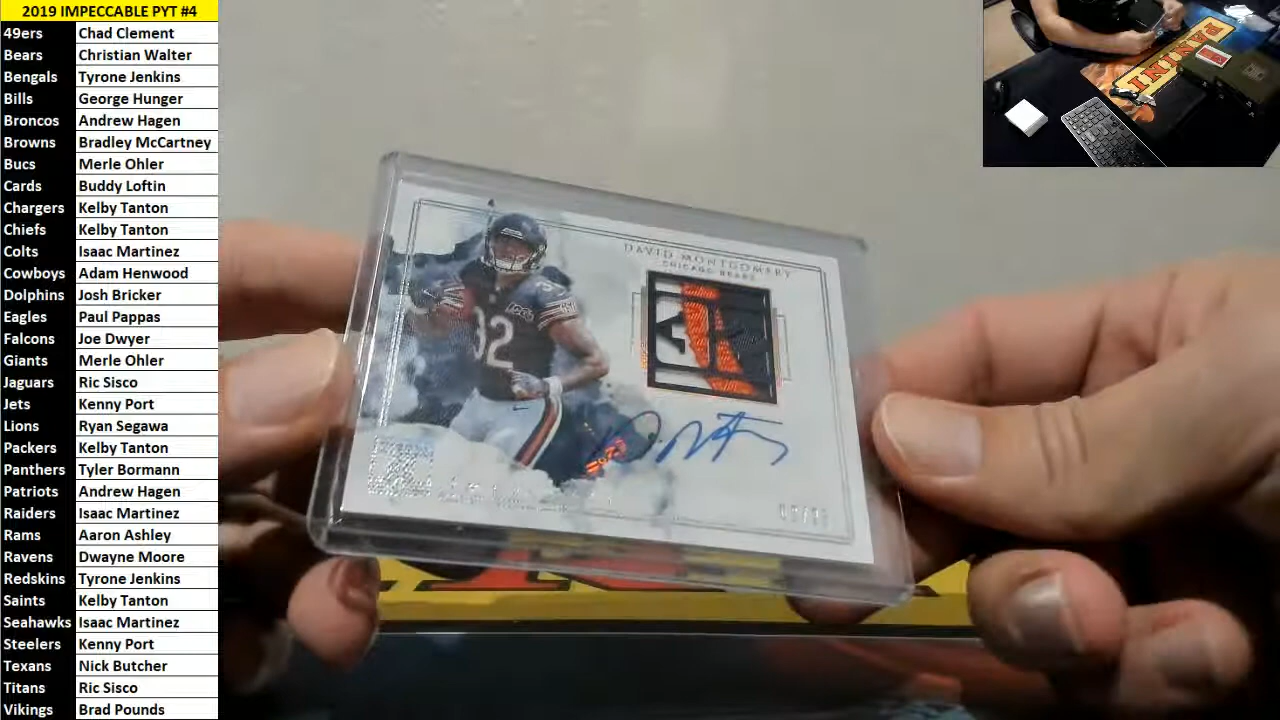 2019 IMPECCABLE PYT #4
49ers Chad Clement
Bears Christian Walter
Bengals Tyrone Jenkins
Bills George Hunger
Broncos Andrew Hagen
Browns Bradley McCartney
Bucs Merle Ohler
Cards Buddy Loftin
Chargers Kelby Tanton
Chiefs Kelby Tanton
Colts Isaac Martinez
Cowboys Adam Henwood
Dolphins Josh Bricker
Eagles Paul Pappas
Falcons Joe Dwyer
Giants Merle Ohler
Jaguars Ric Sisco
Jets Kenny Port
Lions Ryan Segawa
Packers Kelby Tanton
Panthers Tyler Bormann
Patriots Andrew Hagen
Raiders Isaac Martinez
Rams Aaron Ashley
Ravens Dwayne Moore
Redskins Tyrone Jenkins
Saints Kelby Tanton
Seahawks Isaac Martinez
Steelers Kenny Port
Texans Nick Butcher
Titans Ric Sisco
Vikings Brad Pounds
DAVID MONTGOMERY
CHICAGO BEARS
32
PANINI